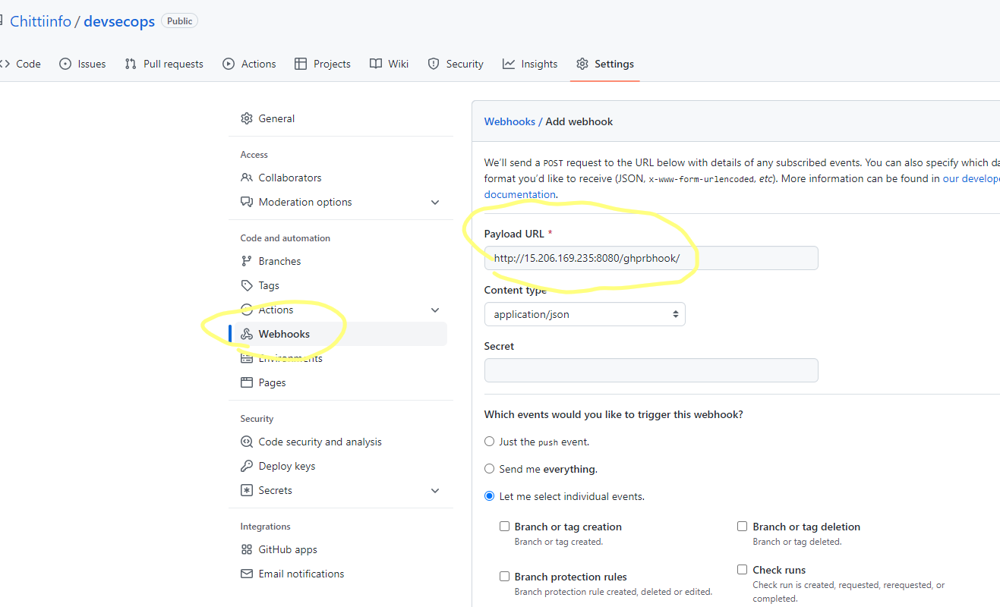 Chittiinfo / devsecops Public
Code Issues Pull requests Actions Projects Wiki Security Insights Settings
General
Access
Collaborators
Moderation options
Code and automation
Branches
Tags
Actions
Webhooks
Environments
Pages
Security
Code security and analysis
Deploy keys
Secrets
Integrations
GitHub apps
Email notifications
Webhooks / Add webhook
We'll send a POST request to the URL below with details of any subscribed events. You can also specify which
format you'd like to receive (JSON, x-www-form-urlencoded, etc). More information can be found in our
documentation.
Payload URL *
http://15.206.169.235:8080/ghprbhook/
Content type
application/json
Secret
Which events would you like to trigger this webhook?
Just the push event.
Send me everything.
Let me select individual events.
Branch or tag creation
Branch or tag created.
Branch or tag deletion
Branch or tag deleted.
Branch protection rules
Branch protection rule created, deleted or edited.
Check runs
Check run is created, requested, rerequested, or
completed.